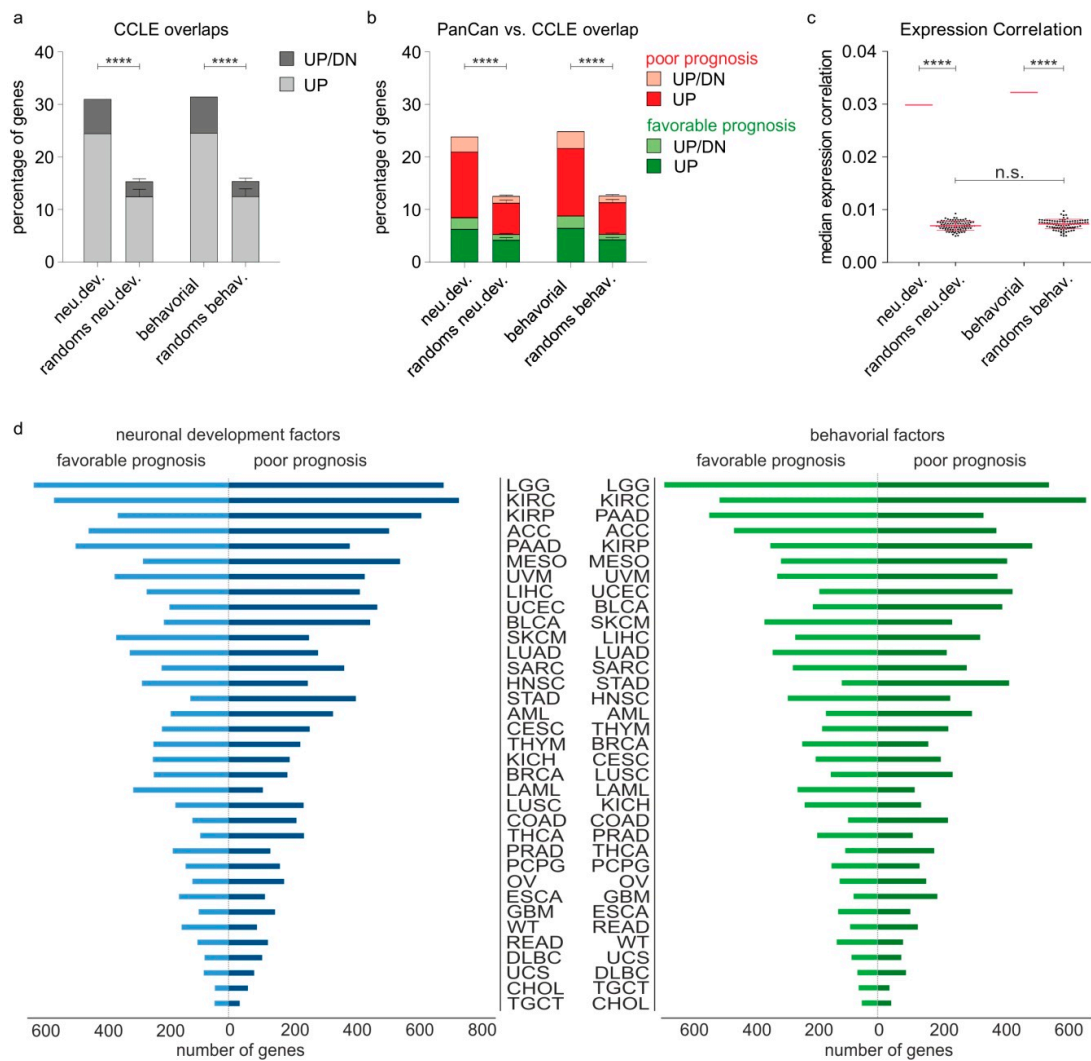 a
CCLE overlaps
percentage of genes
40
30
20
10
0
****
****
UP/DN
UP
neu.dev.
randoms neu.dev.
behavorial
randoms behav.
b
PanCan vs. CCLE overlap
percentage of genes
40
30
20
10
0
****
****
poor prognosis
UP/DN
UP
favorable prognosis
UP/DN
UP
neu.dev.
randoms neu.dev.
behavorial
randoms behav.
c
Expression Correlation
median expression correlation
0.04
0.03
0.02
0.01
0.00
****
****
n.s.
neu.dev.
randoms neu.dev.
behavorial
randoms behav.
d
neuronal development factors
favorable prognosis poor prognosis
behavorial factors
favorable prognosis poor prognosis
LGG LGG
KIRC KIRC
KIRP PAAD
ACC ACC
PAAD KIRP
MESO MESO
UVM UVM
LIHC UCEC
UCEC BLCA
BLCA SKCM
SKCM LIHC
LUAD LUAD
SARC SARC
HNSC STAD
STAD HNSC
AML AML
CESC THYM
THYM BRCA
KICH CESC
BRCA LUSC
LAML LAML
LUSC KICH
COAD COAD
THCA PRAD
PRAD THCA
PCPG PCPG
OV OV
ESCA GBM
GBM ESCA
WT READ
READ WT
DLBC UCS
UCS DLBC
CHOL TGCT
TGCT CHOL
600 400 200 0 200 400 600 800
number of genes
600 400 200 0 200 400 600
number of genes